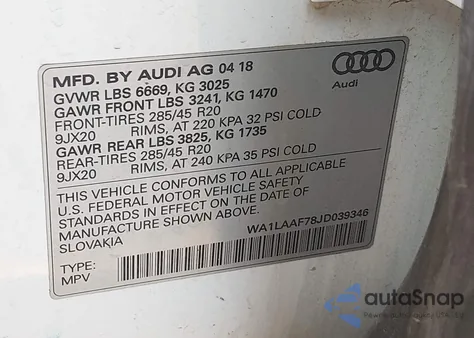 MFD. BY AUDI AG 04 18
GVWR LBS 6669, KG 3025
GAWR FRONT LBS 3241, KG 1470
FRONT-TIRES 285/45 R20
9JX20 RIMS, AT 220 KPA 32 PSI COLD
GAWR REAR LBS 3825, KG 1735
REAR-TIRES 285/45 R20
9JX20 RIMS, AT 240 KPA 35 PSI COLD
THIS VEHICLE CONFORMS TO ALL APPLICABLE
U.S. FEDERAL MOTOR VEHICLE SAFETY
STANDARDS IN EFFECT ON THE DATE OF
MANUFACTURE SHOWN ABOVE.
SLOVAKIA
WA1LAAF78JD039346
TYPE:
MPV
Audi
autoSnap